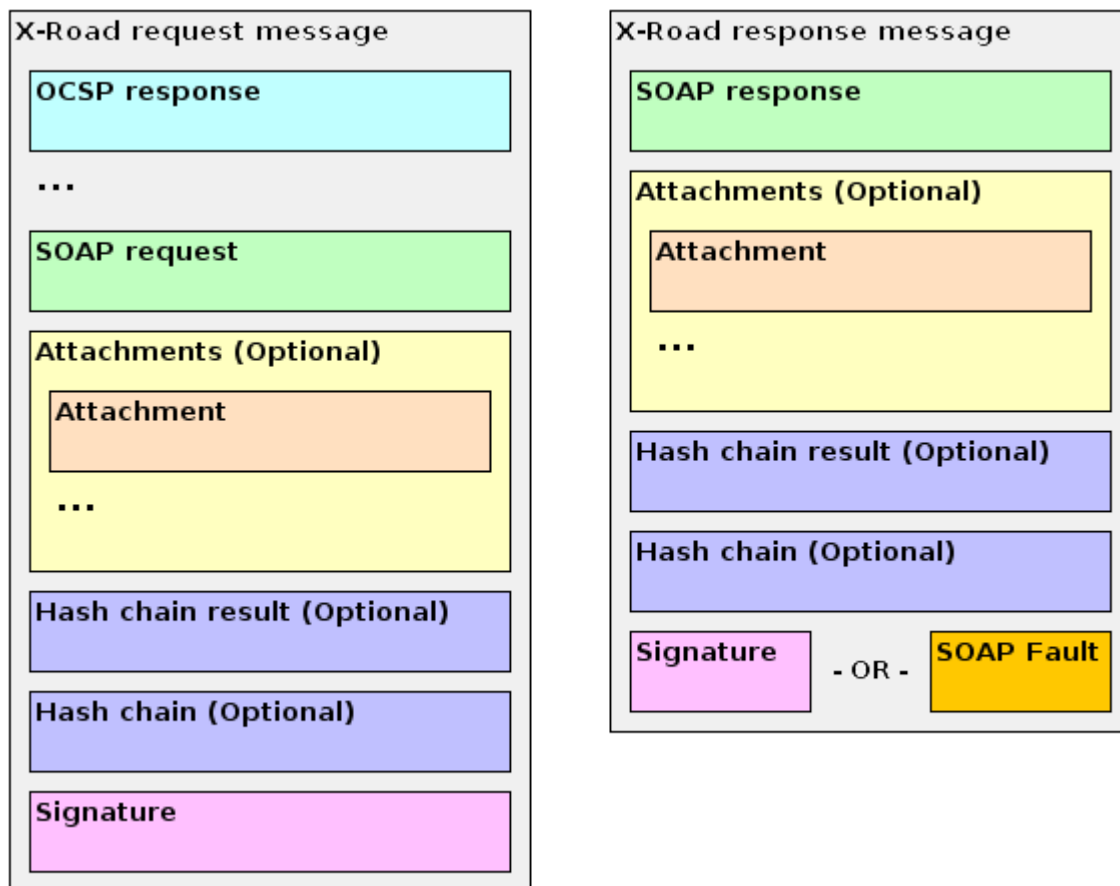 X-Road request message
OCSP response
...
SOAP request
Attachments (Optional)
Attachment
...
Hash chain result (Optional)
Hash chain (Optional)
Signature
X-Road response message
SOAP response
Attachments (Optional)
Attachment
...
Hash chain result (Optional)
Hash chain (Optional)
Signature - OR - SOAP Fault